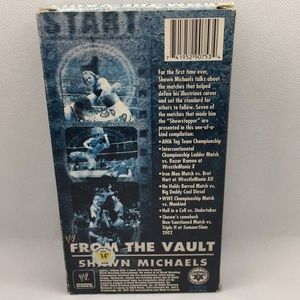 START
7 41952 90753 4
For the first time ever,
Shawn Michaels talks about
the matches that helped
define his illustrious career
and set the standard for
others to follow. Seven of
the matches that made him
the "Showstopper" are
presented in this one-of-a-
kind compilation:
• AWA Tag Team Championship
• Intercontinental
Championship Ladder Match
vs. Razor Ramon at
WrestleMania X
• Iron Man Match vs. Bret
Hart at WrestleMania XII
• No Holds Barred Match vs.
Big Daddy Cool Diesel
• WWE Championship Match
vs. Mankind
• Hell in a Cell vs. Undertaker
• Shawn's comeback
Non-Sanctioned Match vs.
Triple H at SummerSlam
2002
FROM THE VAULT
SHAWN MICHAELS